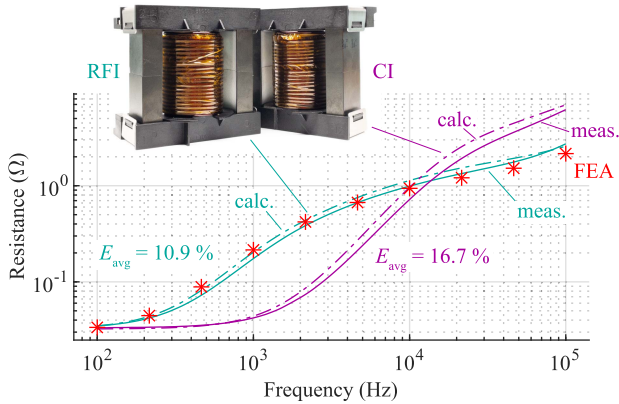 RFI
CI
calc.
meas.
FEA
calc.
meas.
E_avg = 10.9 %
E_avg = 16.7 %
Resistance (Ω)
10^0
10^-1
10^2
10^3
10^4
10^5
Frequency (Hz)